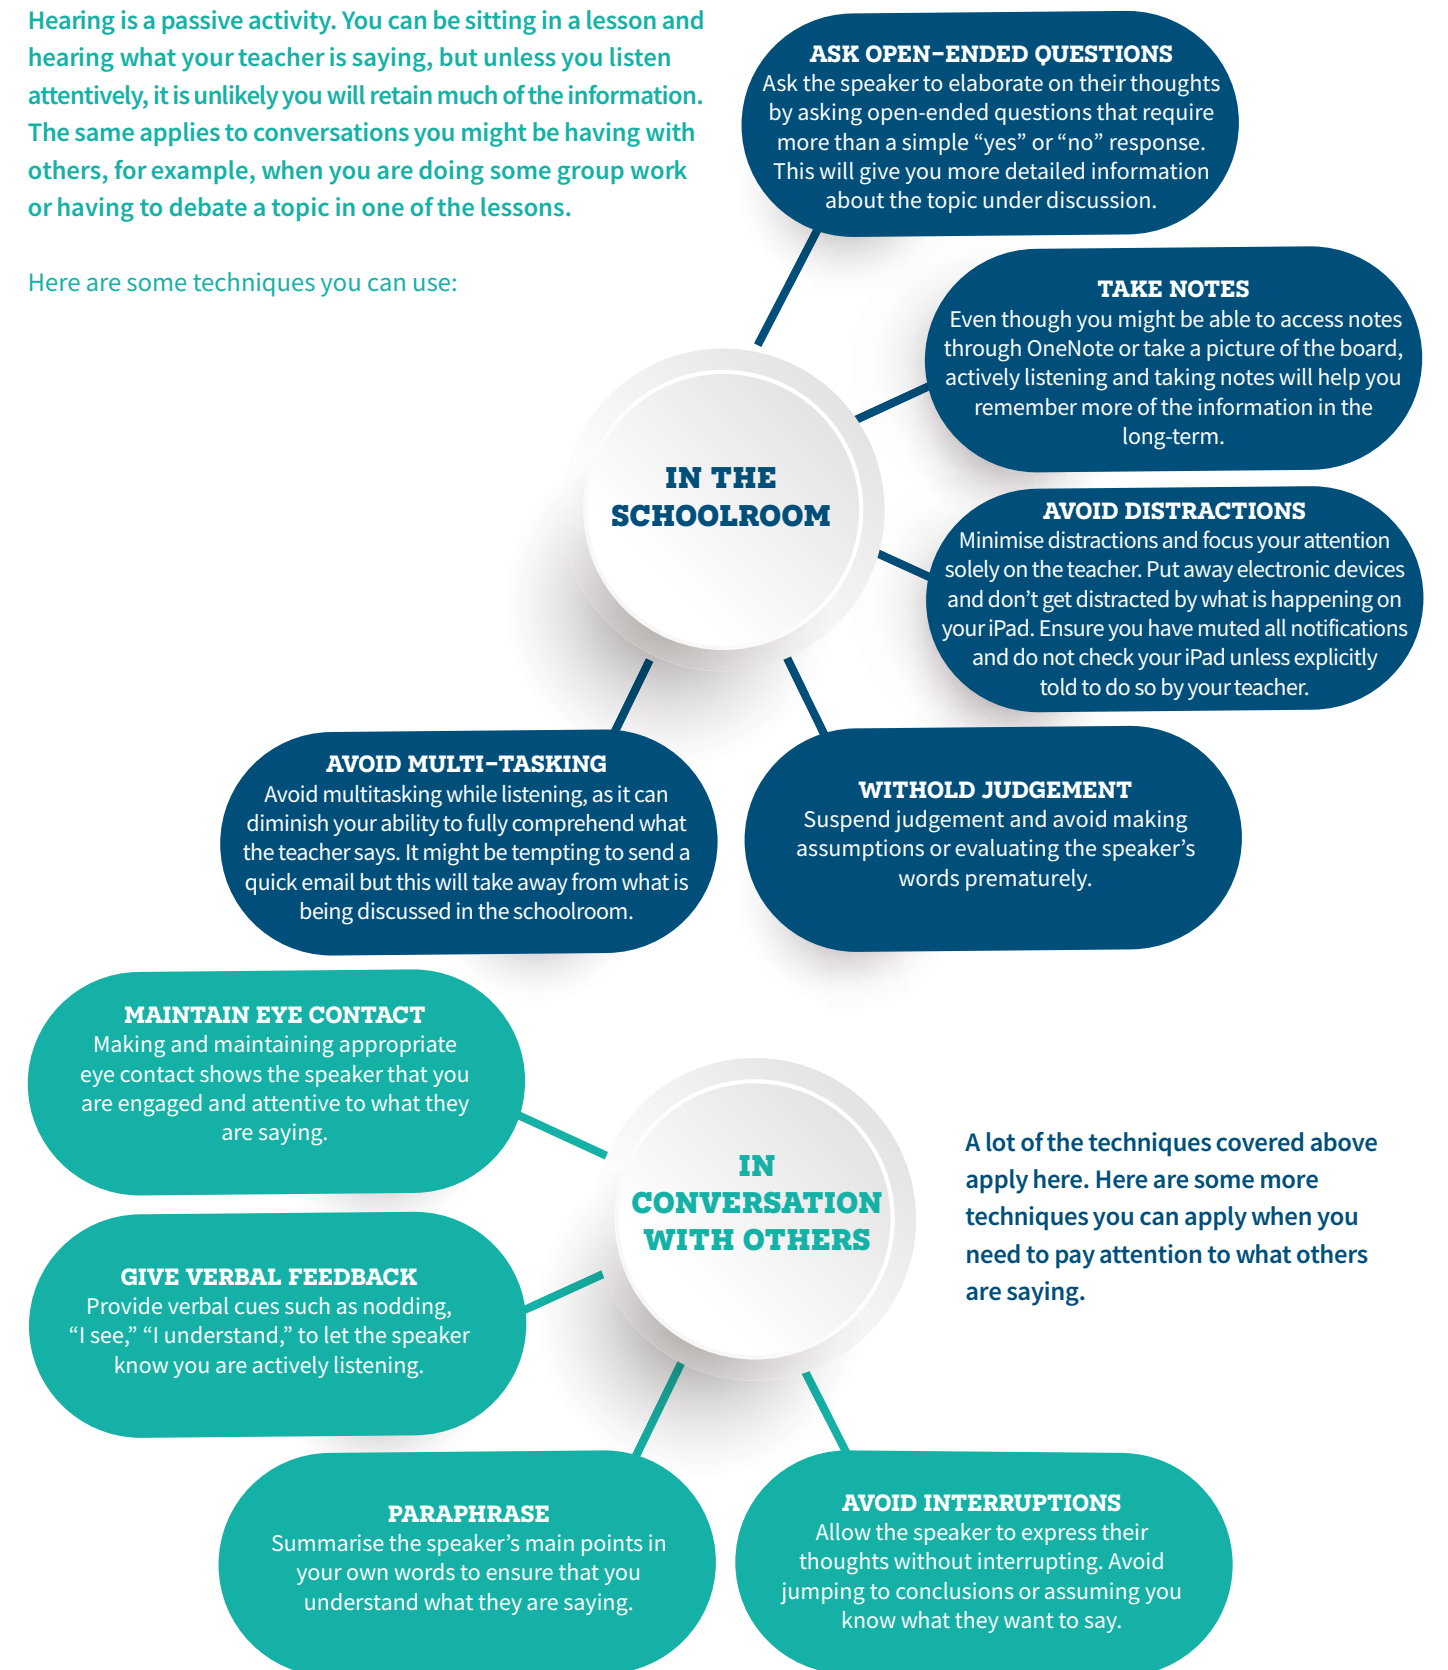 Hearing is a passive activity. You can be sitting in a lesson and
hearing what your teacher is saying, but unless you listen
attentively, it is unlikely you will retain much of the information.
The same applies to conversations you might be having with
others, for example, when you are doing some group work
or having to debate a topic in one of the lessons.
Here are some techniques you can use:
ASK OPEN-ENDED QUESTIONS
Ask the speaker to elaborate on their thoughts
by asking open-ended questions that require
more than a simple “yes” or “no” response.
This will give you more detailed information
about the topic under discussion.
TAKE NOTES
Even though you might be able to access notes
through OneNote or take a picture of the board,
actively listening and taking notes will help you
remember more of the information in the
long-term.
IN THE
SCHOOLROOM
AVOID DISTRACTIONS
Minimise distractions and focus your attention
solely on the teacher. Put away electronic devices
and don’t get distracted by what is happening on
your iPad. Ensure you have muted all notifications
and do not check your iPad unless explicitly
told to do so by your teacher.
AVOID MULTI-TASKING
Avoid multitasking while listening, as it can
diminish your ability to fully comprehend what
the teacher says. It might be tempting to send a
quick email but this will take away from what is
being discussed in the schoolroom.
WITHOLD JUDGEMENT
Suspend judgement and avoid making
assumptions or evaluating the speaker’s
words prematurely.
MAINTAIN EYE CONTACT
Making and maintaining appropriate
eye contact shows the speaker that you
are engaged and attentive to what they
are saying.
IN
CONVERSATION
WITH OTHERS
A lot of the techniques covered above
apply here. Here are some more
techniques you can apply when you
need to pay attention to what others
are saying.
GIVE VERBAL FEEDBACK
Provide verbal cues such as nodding,
“I see,” “I understand,” to let the speaker
know you are actively listening.
PARAPHRASE
Summarise the speaker’s main points in
your own words to ensure that you
understand what they are saying.
AVOID INTERRUPTIONS
Allow the speaker to express their
thoughts without interrupting. Avoid
jumping to conclusions or assuming you
know what they want to say.